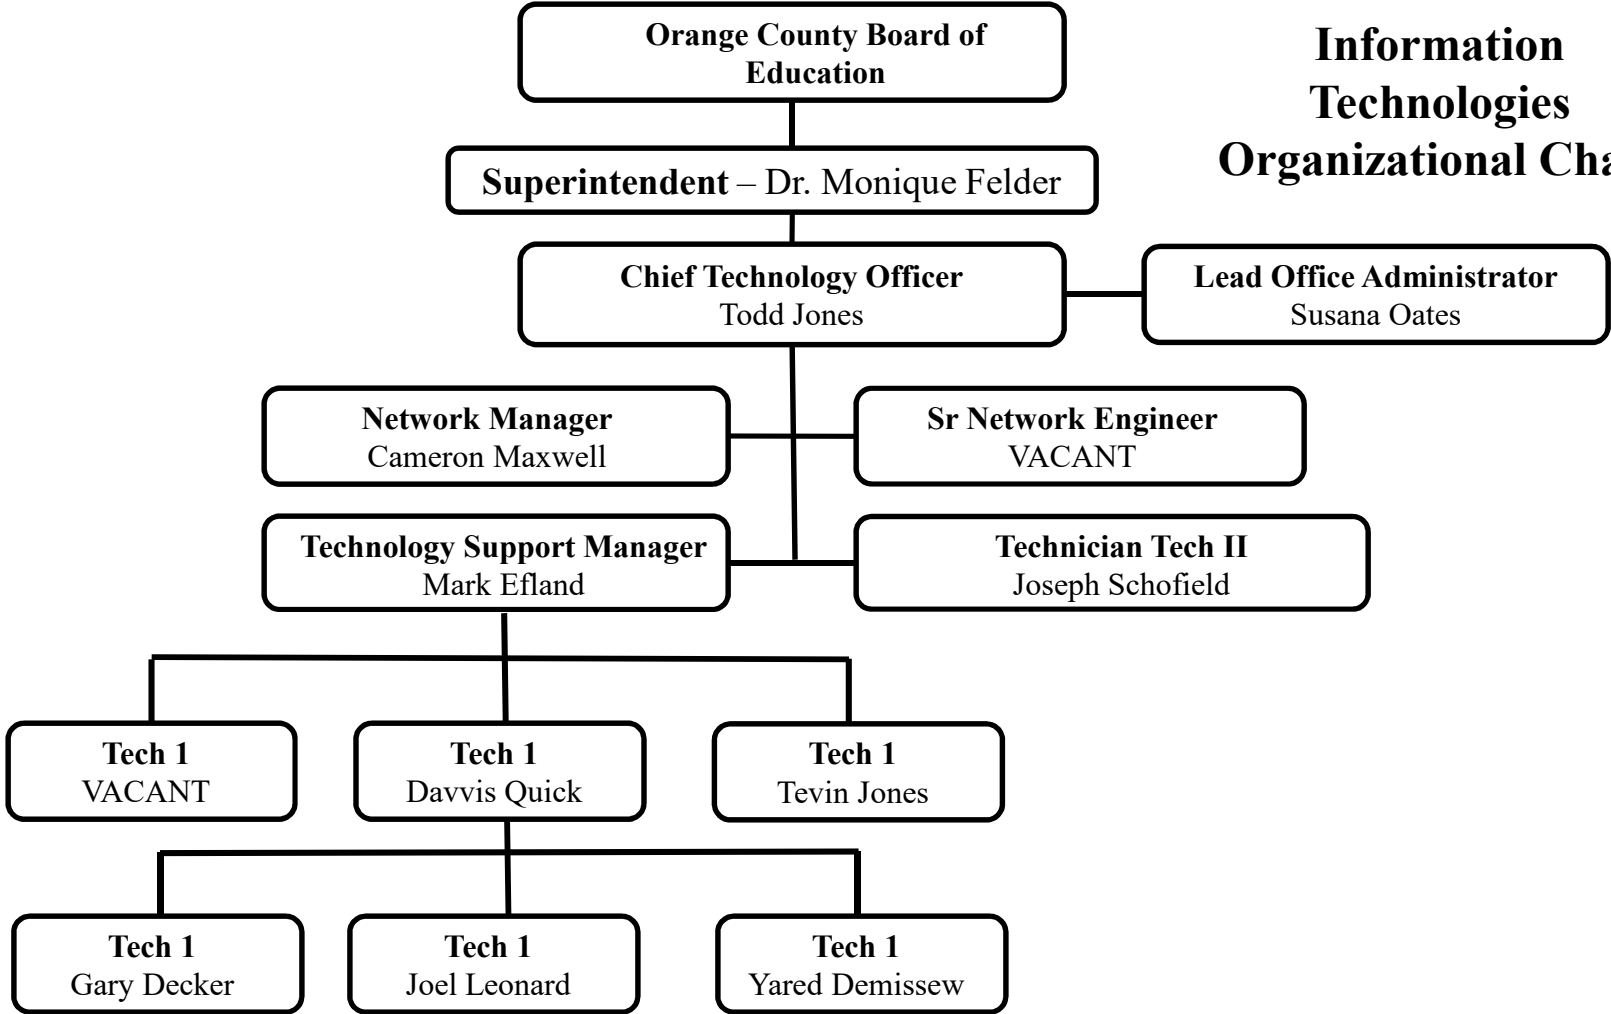 Orange County Board of
Education
Information
Technologies
Organizational Cha
Superintendent – Dr. Monique Felder
Chief Technology Officer
Todd Jones
Lead Office Administrator
Susana Oates
Network Manager
Cameron Maxwell
Sr Network Engineer
VACANT
Technology Support Manager
Mark Efland
Technician Tech II
Joseph Schofield
Tech 1
VACANT
Tech 1
Davvis Quick
Tech 1
Tevin Jones
Tech 1
Gary Decker
Tech 1
Joel Leonard
Tech 1
Yared Demissew